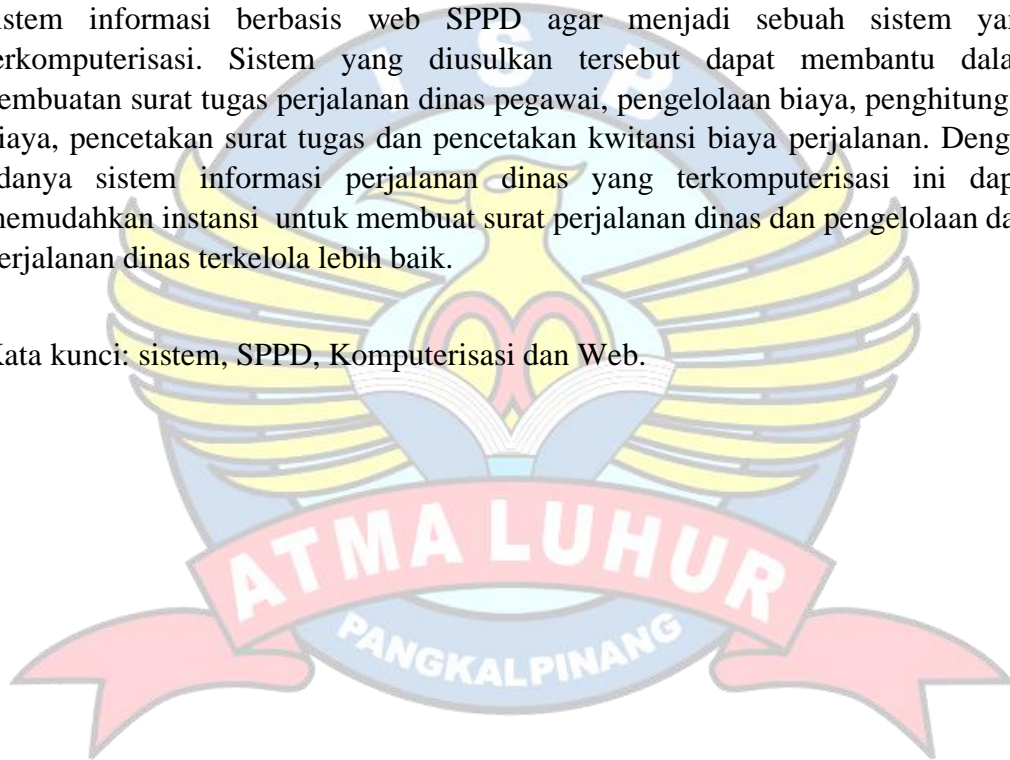 istem informasi berbasis web SPPD agar menjadi sebuah sistem yan
erkomputerisasi. Sistem yang diusulkan tersebut dapat membantu dala
embuatan surat tugas perjalanan dinas pegawai, pengelolaan biaya, penghitung
iaya, pencetakan surat tugas dan pencetakan kwitansi biaya perjalanan. Deng
danya sistem informasi perjalanan dinas yang terkomputerisasi ini dap
nemudahkan instansi untuk membuat surat perjalanan dinas dan pengelolaan da
erjalanan dinas terkelola lebih baik.
Kata kunci: sistem, SPPD, Komputerisasi dan Web.
I S B
ATMA LUHUR
PANGKALPINANG